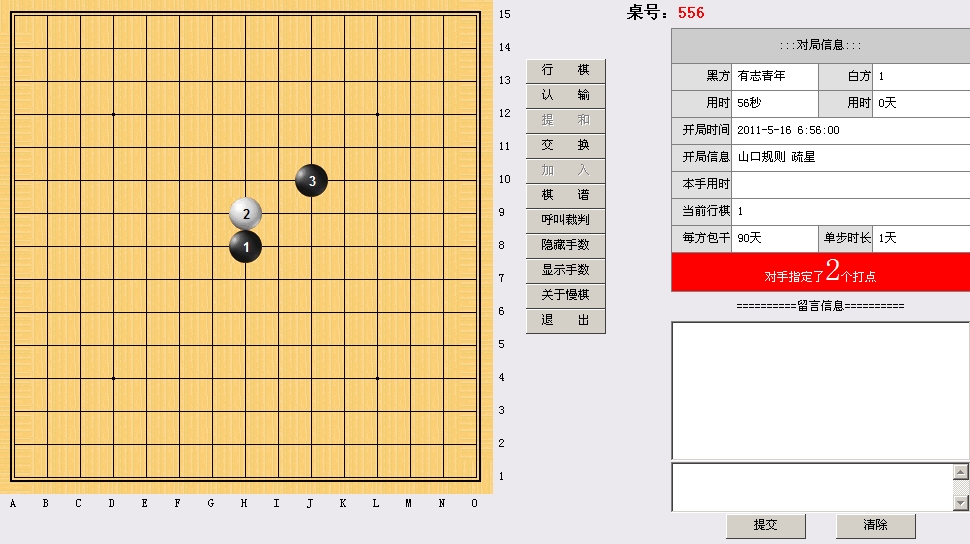 桌号：556
:::对局信息:::
黑方 有志青年 白方 1
用时 56秒 用时 0天
开局时间 2011-5-16 6:56:00
开局信息 山口规则 疏星
本手用时
当前行棋 1
每方包干 90天 单步时长 1天
对手指定了2个打点
==========留言信息==========
提交 清除
行 棋
认 输
提 和
交 换
加 入
棋 谱
呼叫裁判
隐藏手数
显示手数
关于慢棋
退 出
15
14
13
12
11
10
9
8
7
6
5
4
3
2
1
3
2
1
A B C D E F G H I J K L M N O